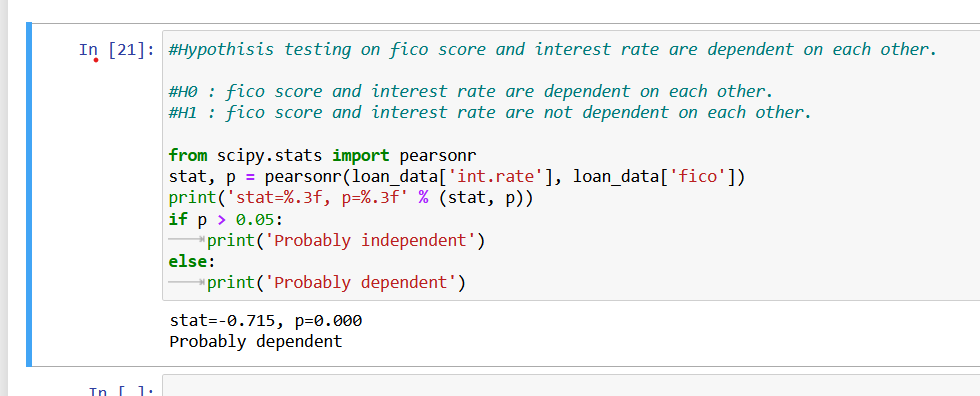 In [21]: #Hypothisis testing on fico score and interest rate are dependent on each other.
#H0 : fico score and interest rate are dependent on each other.
#H1 : fico score and interest rate are not dependent on each other.
from scipy.stats import pearsonr
stat, p = pearsonr(loan_data['int.rate'], loan_data['fico'])
print('stat=%.3f, p=%.3f' % (stat, p))
if p > 0.05:
print('Probably independent')
else:
print('Probably dependent')
stat=-0.715, p=0.000
Probably dependent
In [ ]: